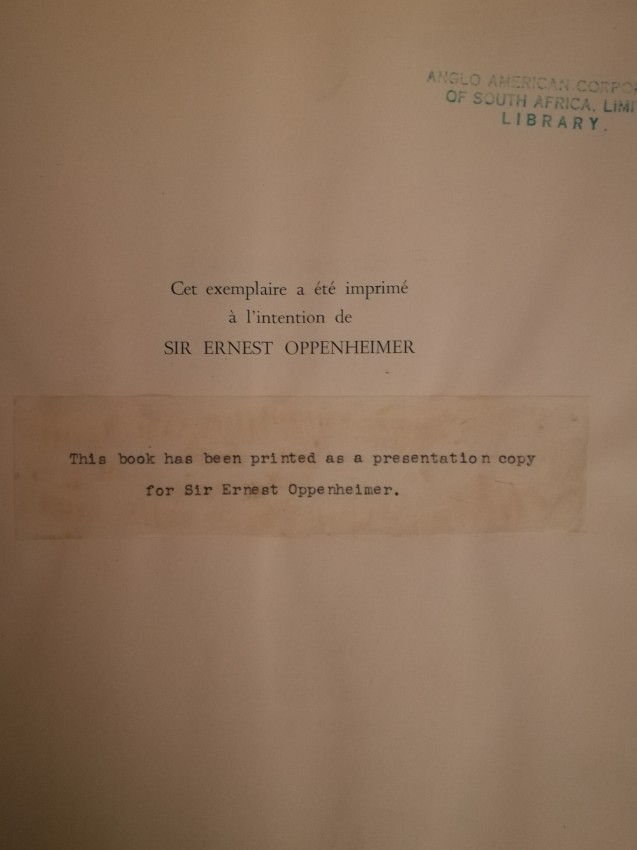 ANGLO AMERICAN CORPO
OF SOUTH AFRICA, LIMI
LIBRARY.
Cet exemplaire a été imprimé
à l'intention de
SIR ERNEST OPPENHEIMER
This book has been printed as a presentation copy
for Sir Ernest Oppenheimer.